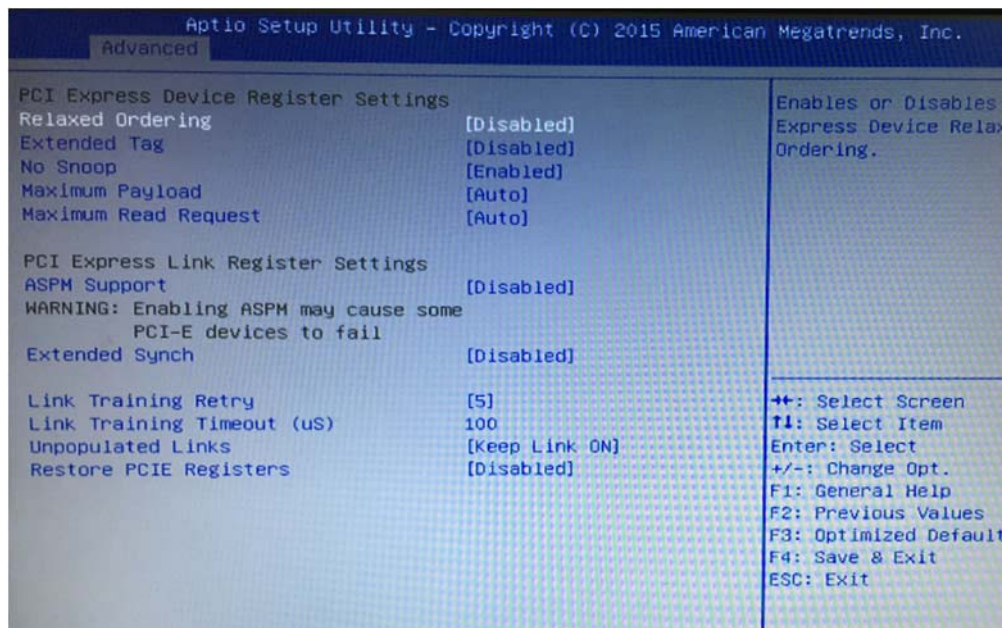 Aptio Setup Utility – Copyright (C) 2015 American Megatrends, Inc.
Advanced
PCI Express Device Register Settings
Relaxed Ordering [Disabled]
Extended Tag [Disabled]
No Snoop [Enabled]
Maximum Payload [Auto]
Maximum Read Request [Auto]
PCI Express Link Register Settings
ASPM Support [Disabled]
WARNING: Enabling ASPM may cause some
PCI-E devices to fail
Extended Synch [Disabled]
Link Training Retry [5]
Link Training Timeout (uS) 100
Unpopulated Links [Keep Link ON]
Restore PCIE Registers [Disabled]
Enables or Disables
Express Device Relax
Ordering.
→←: Select Screen
↑↓: Select Item
Enter: Select
+/-: Change Opt.
F1: General Help
F2: Previous Values
F3: Optimized Default
F4: Save & Exit
ESC: Exit